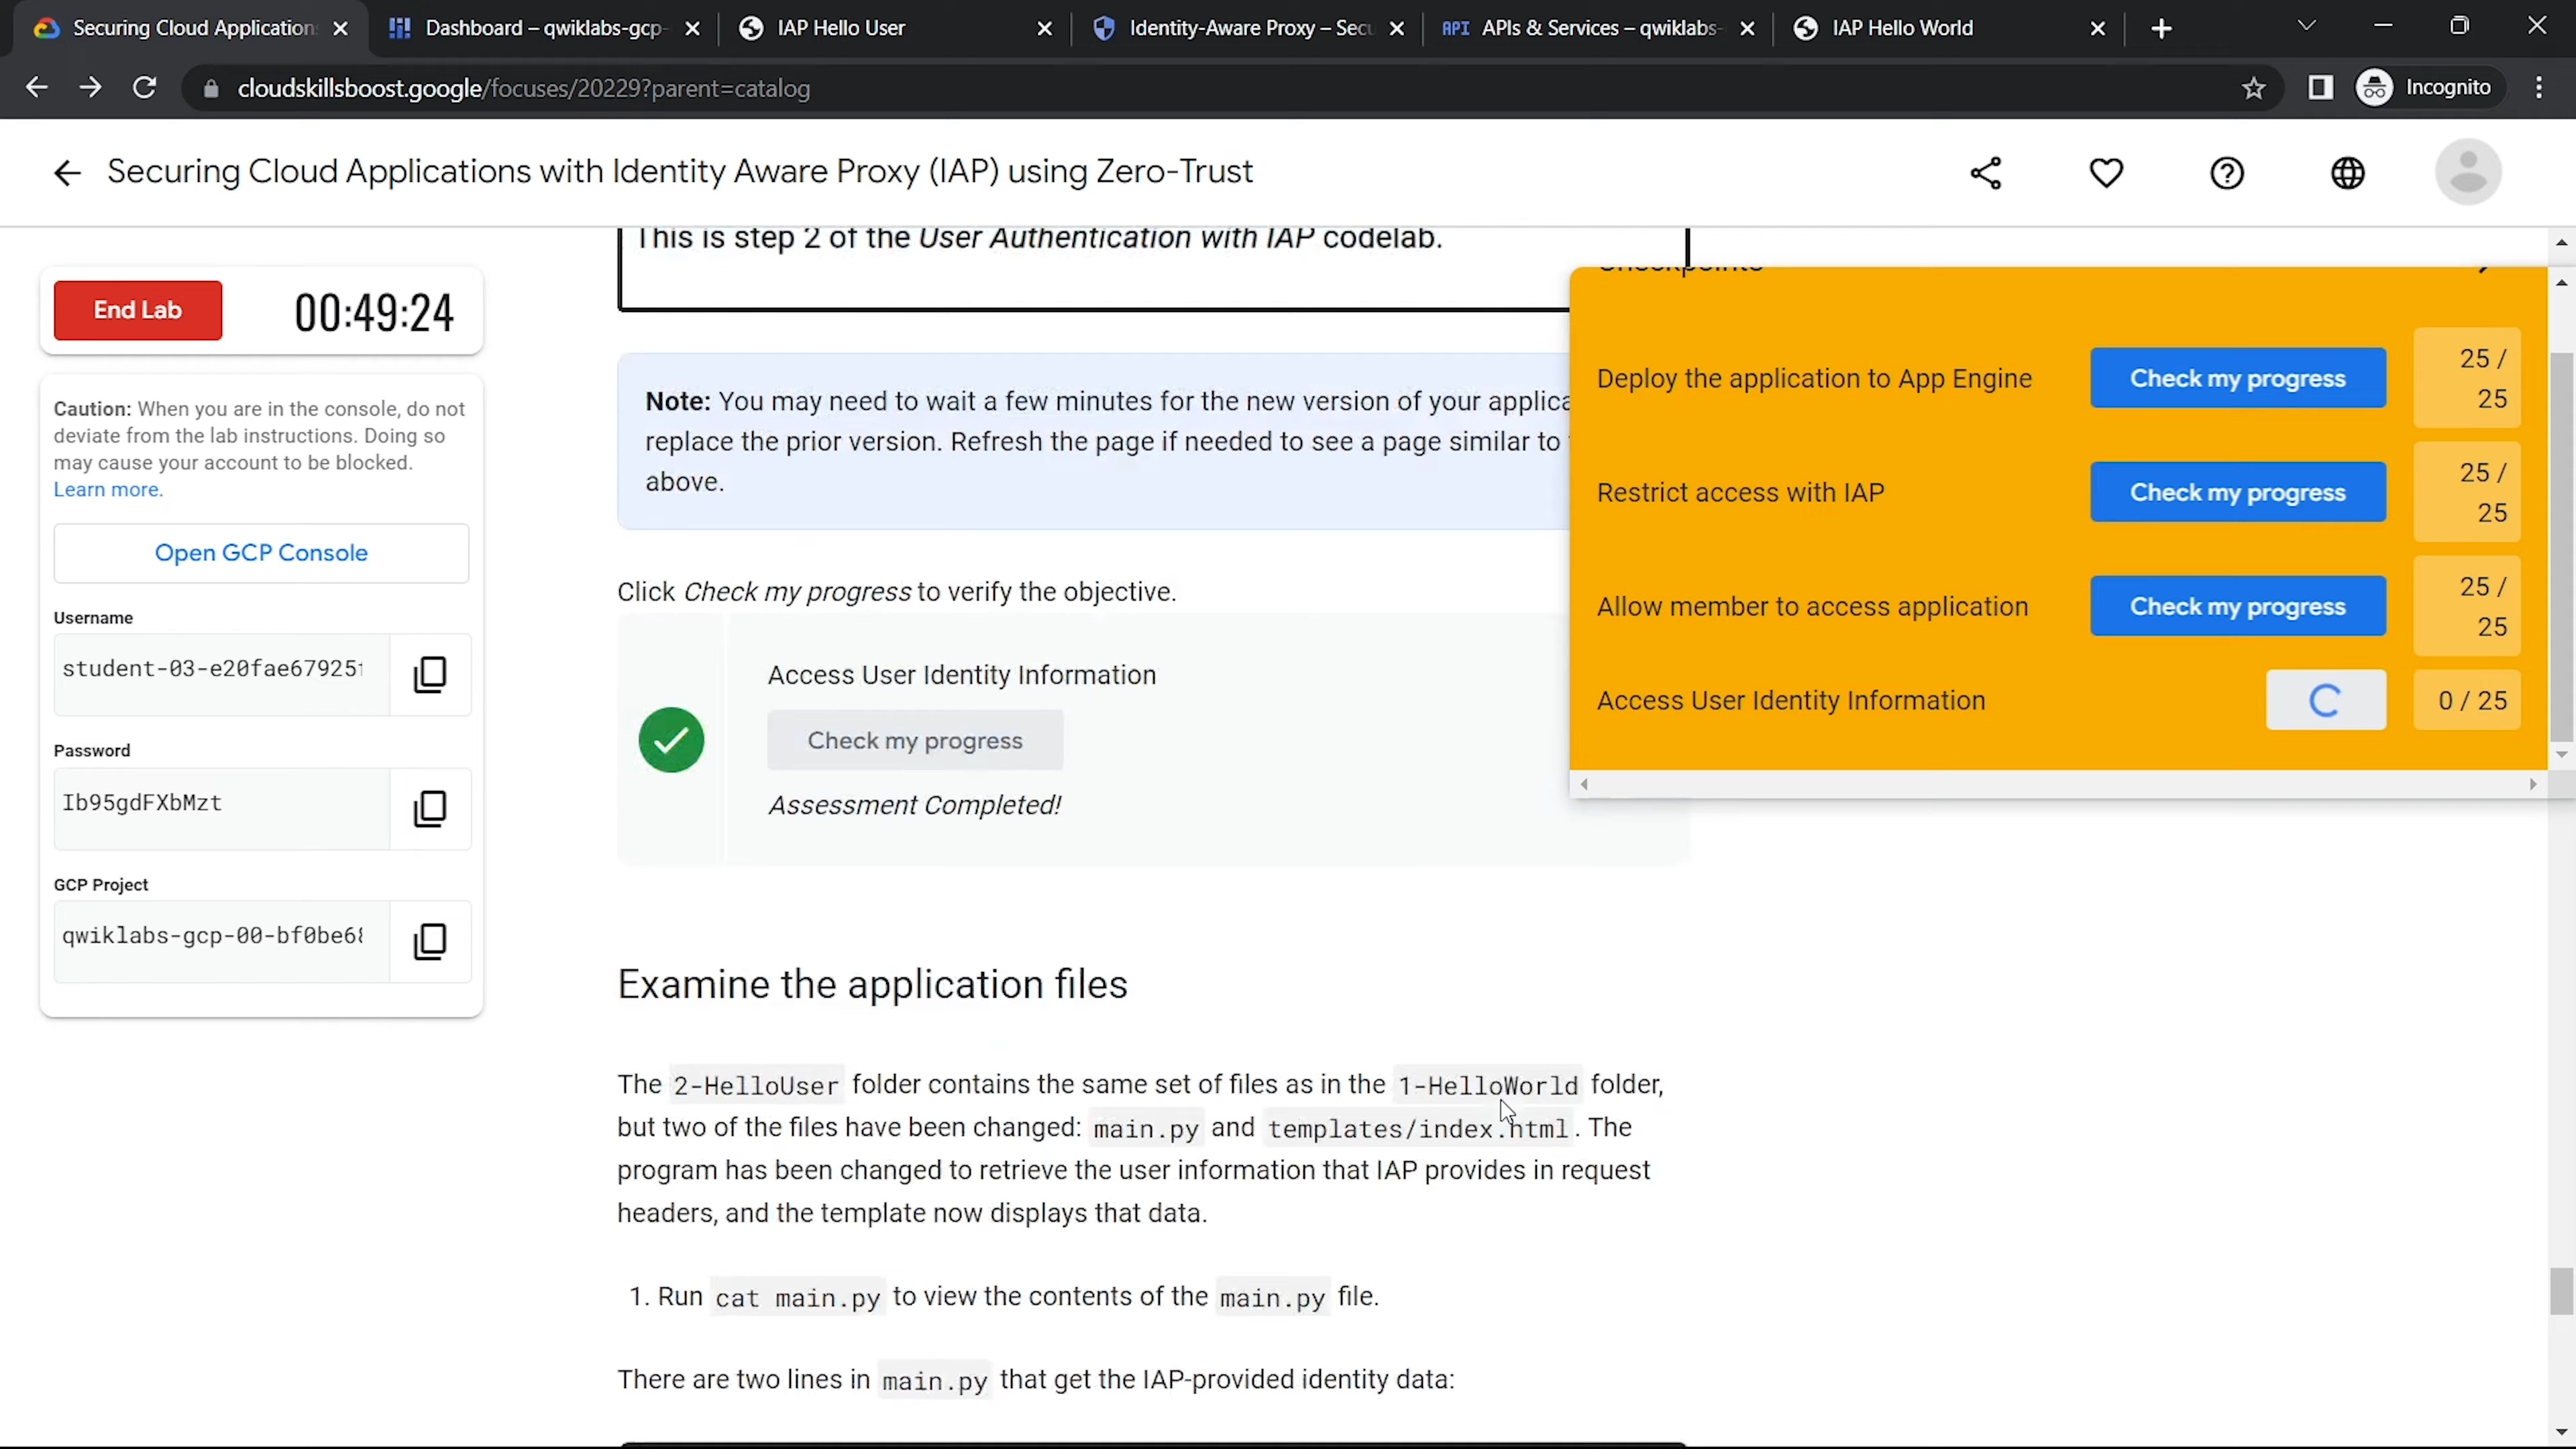 Securing Cloud Application
Dashboard – qwiklabs-gcp-
IAP Hello User
Identity-Aware Proxy – Secu
API APIs & Services – qwiklabs-
IAP Hello World
cloudskillsboost.google/focuses/20229?parent=catalog
Incognito
Securing Cloud Applications with Identity Aware Proxy (IAP) using Zero-Trust
End Lab
00:49:24
Caution: When you are in the console, do not
deviate from the lab instructions. Doing so
may cause your account to be blocked.
Learn more.
Open GCP Console
Username
student-03-e20fae67925
Password
Ib95gdFXbMzt
GCP Project
qwiklabs-gcp-00-bf0be6
This is step 2 of the User Authentication with IAP codelab.
Note: You may need to wait a few minutes for the new version of your applica
replace the prior version. Refresh the page if needed to see a page similar to
above.
Click Check my progress to verify the objective.
Access User Identity Information
Check my progress
Assessment Completed!
Examine the application files
The 2-HelloUser folder contains the same set of files as in the 1-HelloWorld folder,
but two of the files have been changed: main.py and templates/index.html. The
program has been changed to retrieve the user information that IAP provides in request
headers, and the template now displays that data.
1. Run cat main.py to view the contents of the main.py file.
There are two lines in main.py that get the IAP-provided identity data:
Checkpoints
Deploy the application to App Engine
Check my progress
25 /
25
Restrict access with IAP
Check my progress
25 /
25
Allow member to access application
Check my progress
25 /
25
Access User Identity Information
0 / 25